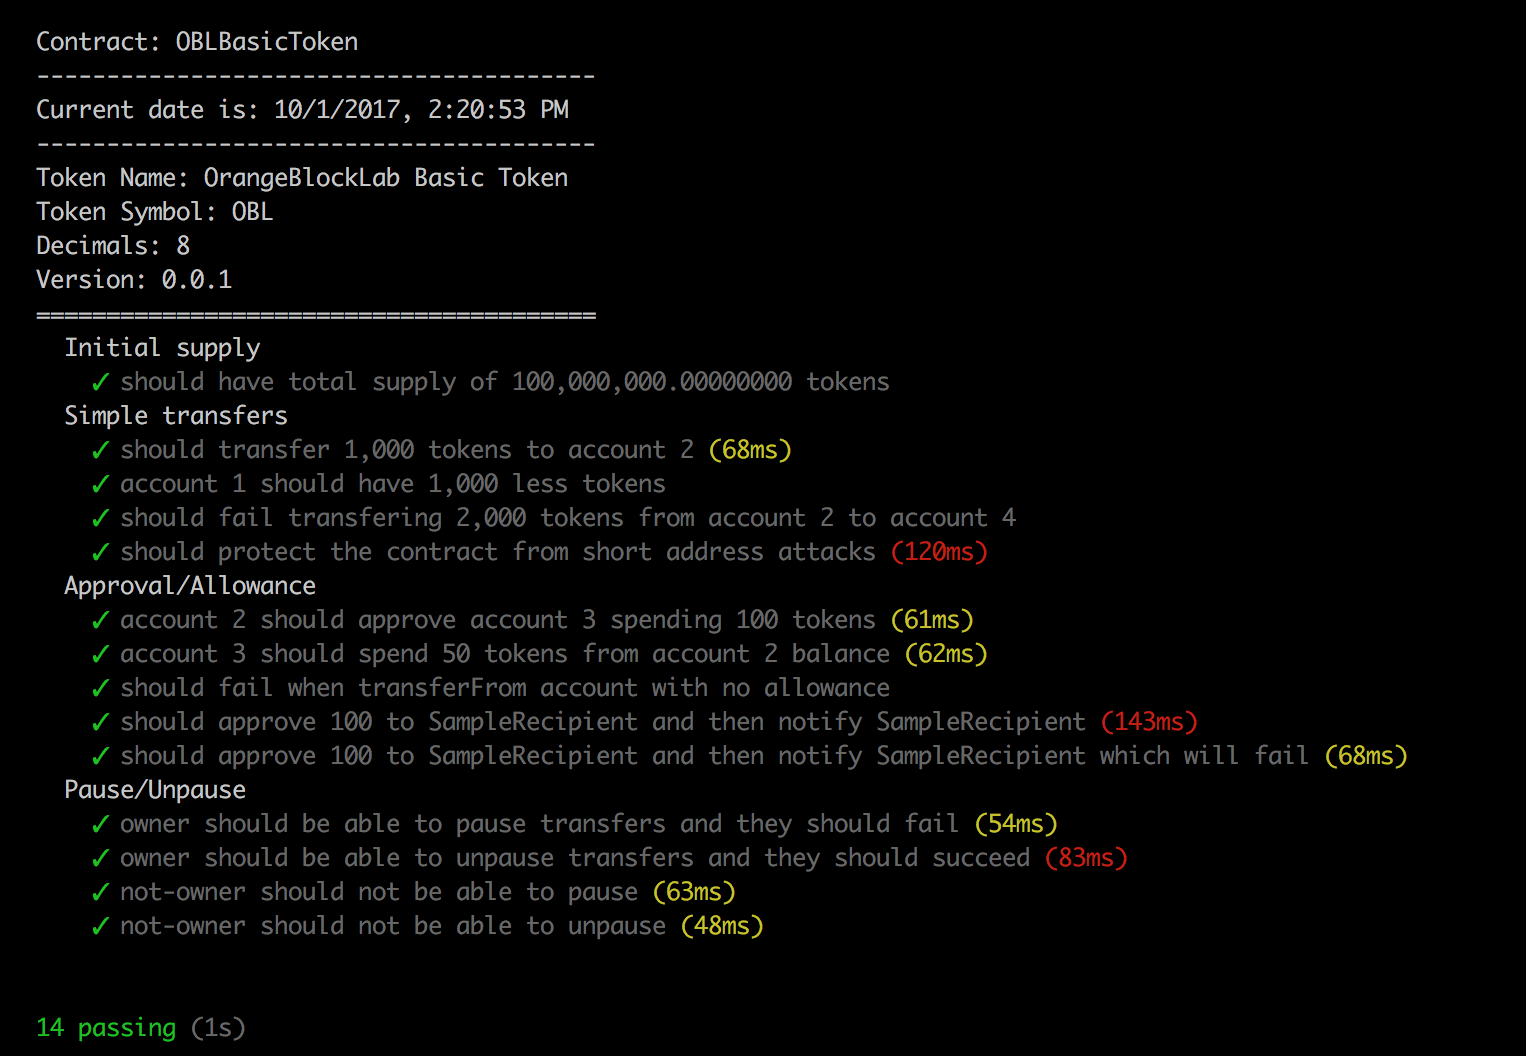 Contract: OBLBasicToken
----------------------------------------
Current date is: 10/1/2017, 2:20:53 PM
----------------------------------------
Token Name: OrangeBlockLab Basic Token
Token Symbol: OBL
Decimals: 8
Version: 0.0.1
========================================
Initial supply
✓ should have total supply of 100,000,000.00000000 tokens
Simple transfers
✓ should transfer 1,000 tokens to account 2 (68ms)
✓ account 1 should have 1,000 less tokens
✓ should fail transfering 2,000 tokens from account 2 to account 4
✓ should protect the contract from short address attacks (120ms)
Approval/Allowance
✓ account 2 should approve account 3 spending 100 tokens (61ms)
✓ account 3 should spend 50 tokens from account 2 balance (62ms)
✓ should fail when transferFrom account with no allowance
✓ should approve 100 to SampleRecipient and then notify SampleRecipient (143ms)
✓ should approve 100 to SampleRecipient and then notify SampleRecipient which will fail (68ms)
Pause/Unpause
✓ owner should be able to pause transfers and they should fail (54ms)
✓ owner should be able to unpause transfers and they should succeed (83ms)
✓ not-owner should not be able to pause (63ms)
✓ not-owner should not be able to unpause (48ms)
14 passing (1s)